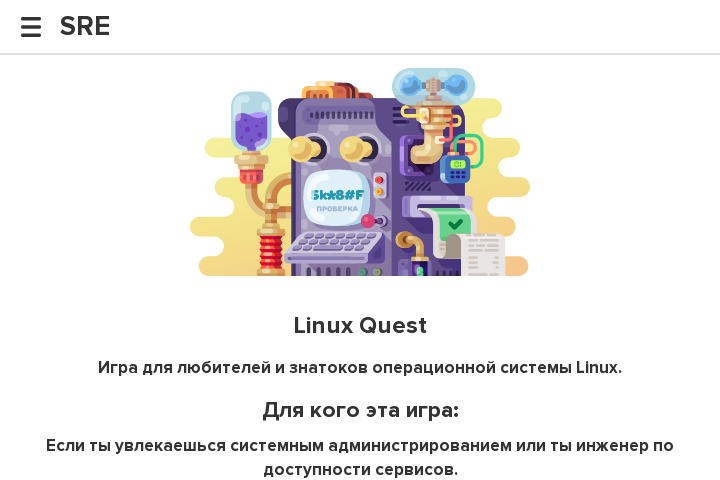 SRE
5k*8#F
ПРОВЕРКА
Linux Quest
Игра для любителей и знатоков операционной системы Linux.
Для кого эта игра:
Если ты увлекаешься системным администрированием или ты инженер по
доступности сервисов.